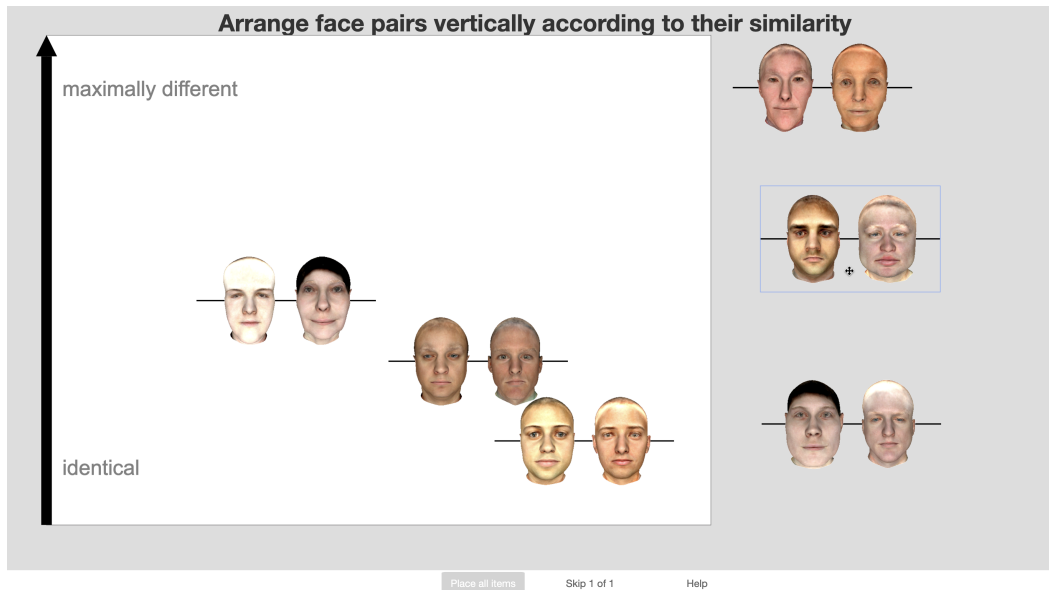 Arrange face pairs vertically according to their similarity
maximally different
identical
Place all items
Skip 1 of 1
Help